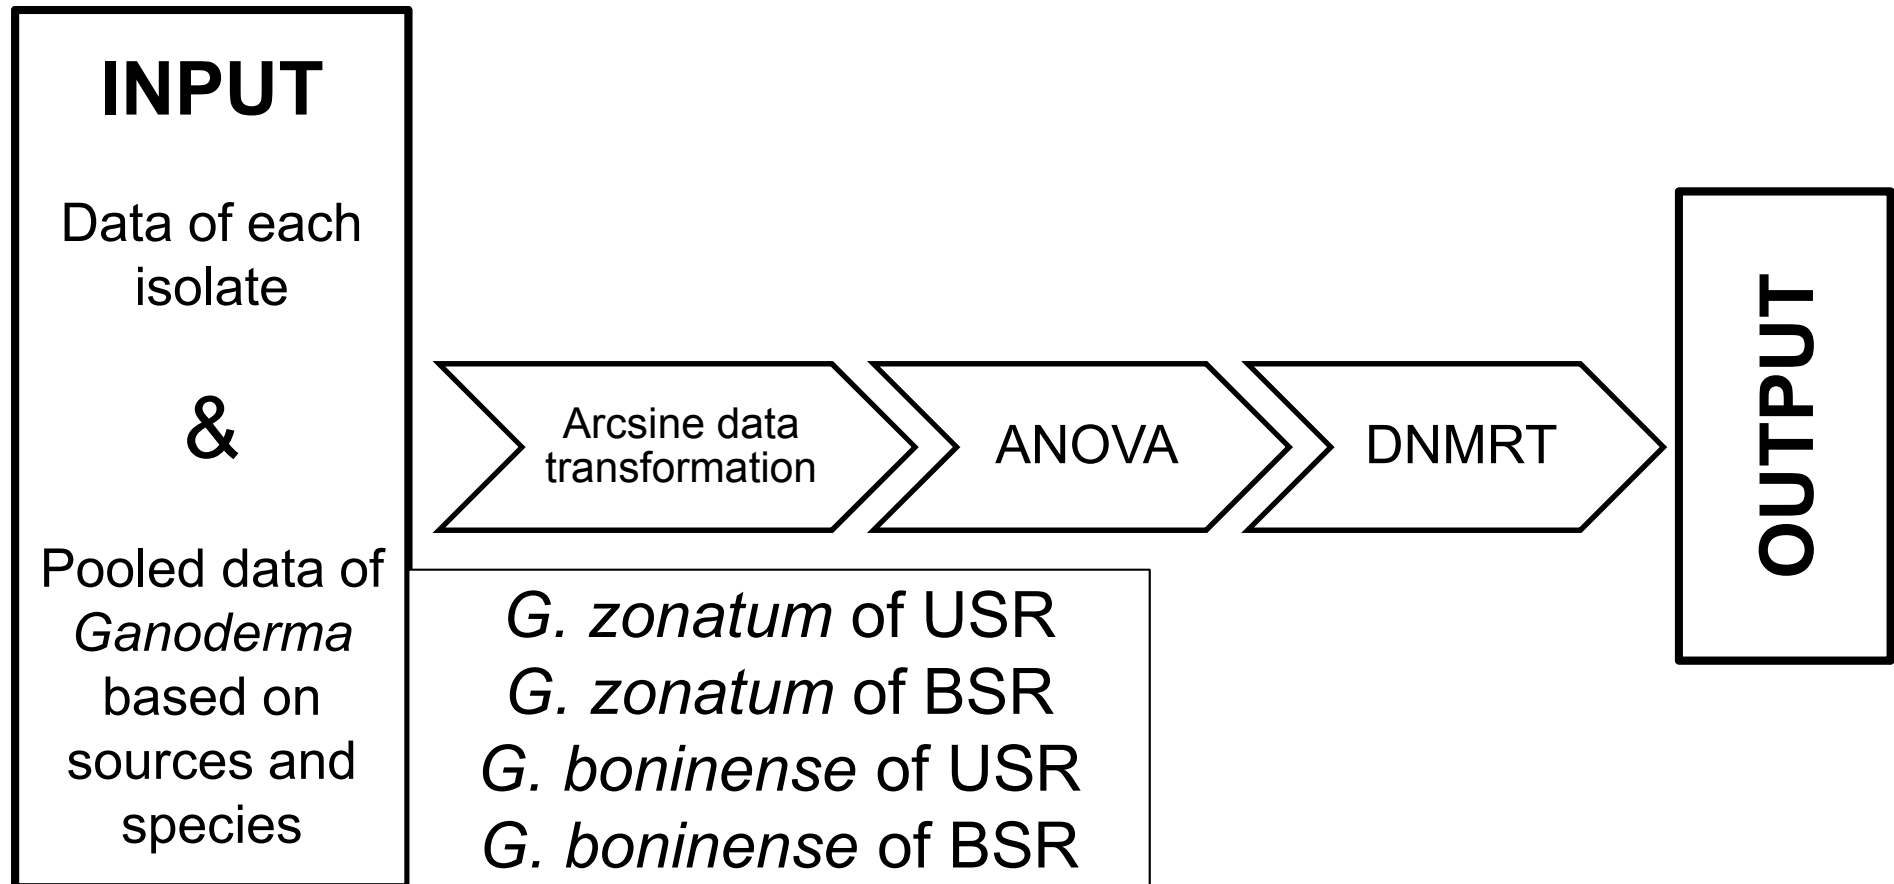 INPUT
Data of each
isolate
&
Pooled data of
Ganoderma
based on
sources and
species
Arcsine data
transformation
ANOVA
DNMRT
G. zonatum of USR
G. zonatum of BSR
G. boninense of USR
G. boninense of BSR
OUTPUT